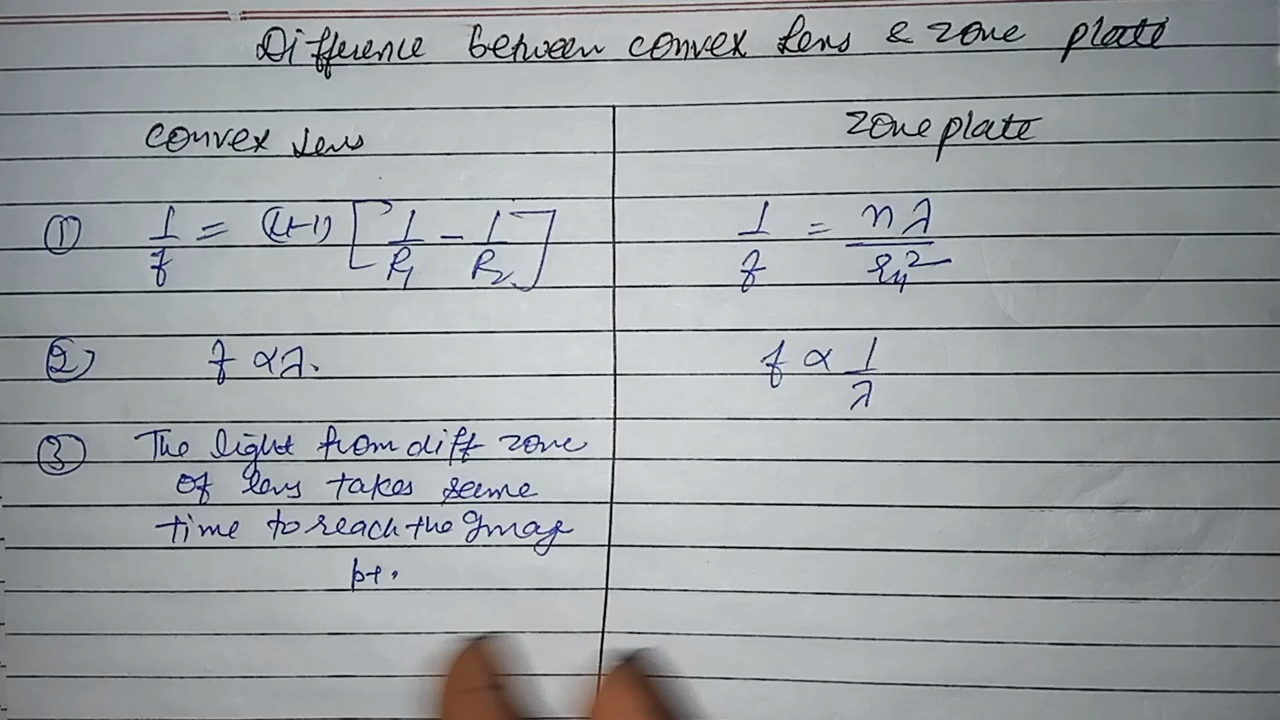 Difference between convex lens & zone plate
convex lens
zone plate
① 1/f = (μ-1) [1/R₁ - 1/R₂]
1/f = nλ/rₙ²
② f ∝ λ.
f ∝ 1/λ
③ The light from diff zone
of lens takes same
time to reach the Image
pt.